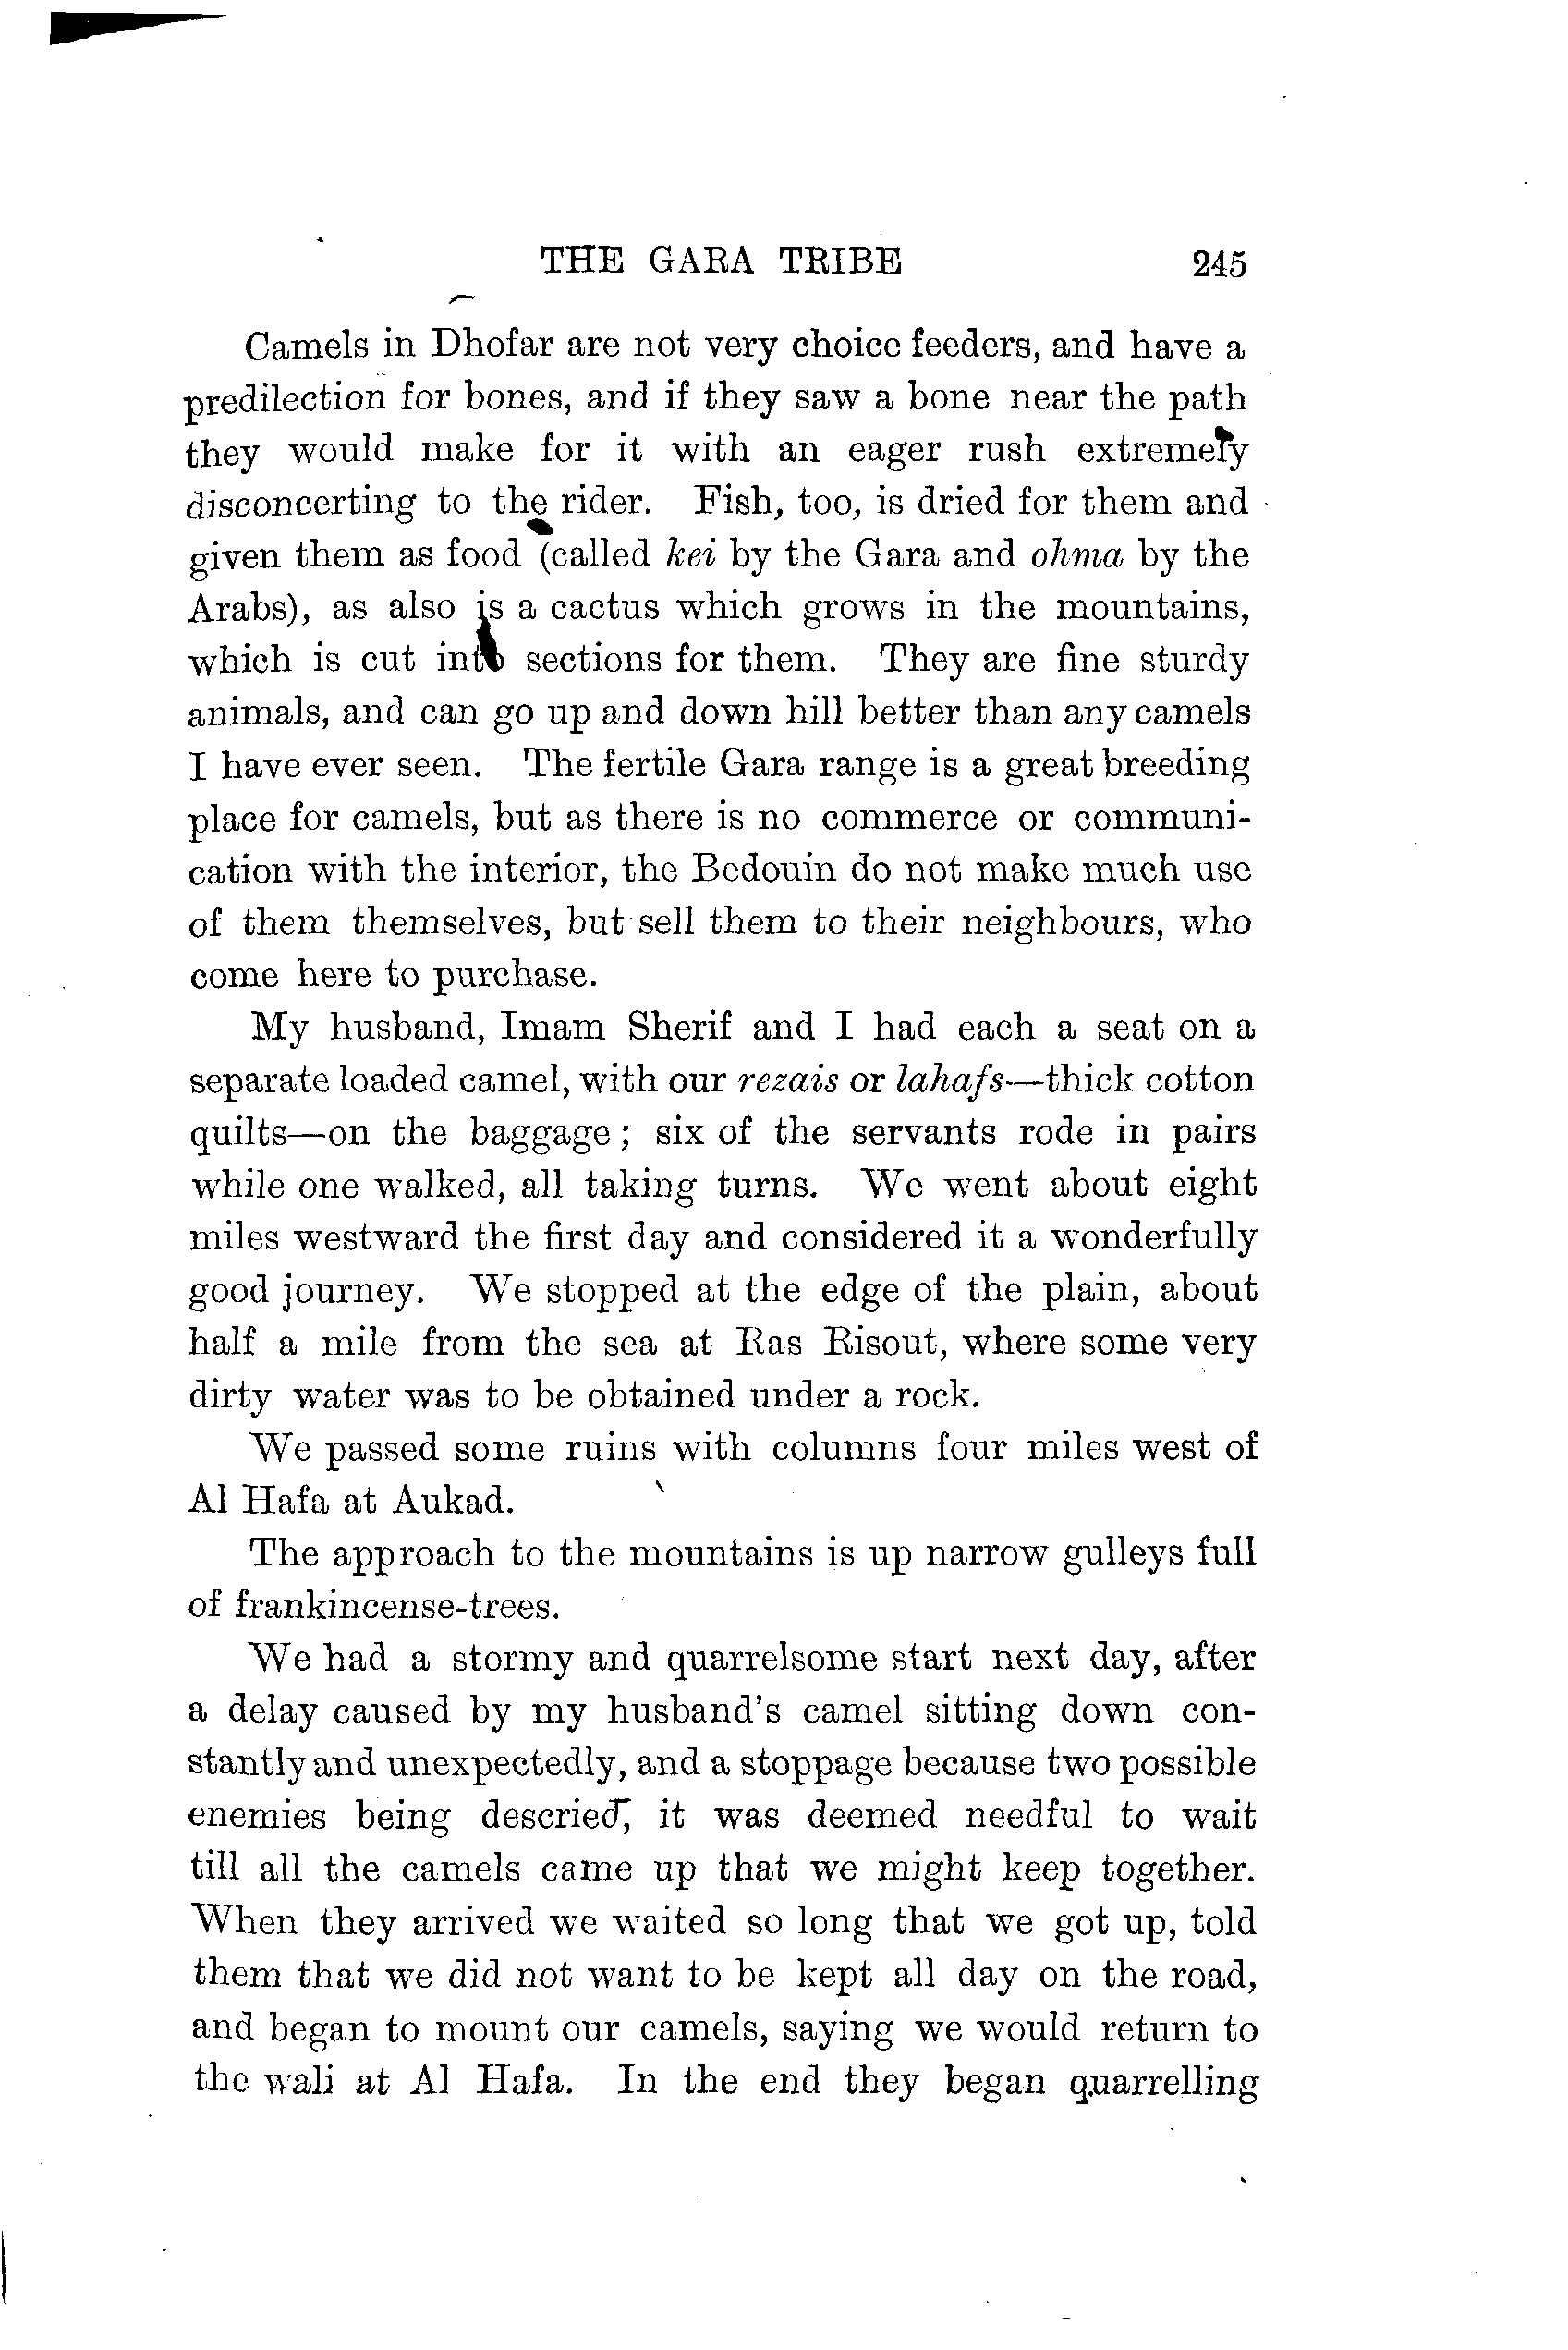 THE GARA TRIBE 245
Camels in Dhofar are not very choice feeders, and have a
predilection for bones, and if they saw a bone near the path
they would make for it with an eager rush extremely
disconcerting to the rider. Fish, too, is dried for them and
given them as food (called kei by the Gara and ohma by the
Arabs), as also is a cactus which grows in the mountains,
which is cut into sections for them. They are fine sturdy
animals, and can go up and down hill better than any camels
I have ever seen. The fertile Gara range is a great breeding
place for camels, but as there is no commerce or communi-
cation with the interior, the Bedouin do not make much use
of them themselves, but sell them to their neighbours, who
come here to purchase.
My husband, Imam Sherif and I had each a seat on a
separate loaded camel, with our rezais or lahafs—thick cotton
quilts—on the baggage; six of the servants rode in pairs
while one walked, all taking turns. We went about eight
miles westward the first day and considered it a wonderfully
good journey. We stopped at the edge of the plain, about
half a mile from the sea at Ras Risout, where some very
dirty water was to be obtained under a rock.
We passed some ruins with columns four miles west of
Al Hafa at Aukad.
The approach to the mountains is up narrow gulleys full
of frankincense-trees.
We had a stormy and quarrelsome start next day, after
a delay caused by my husband's camel sitting down con-
stantly and unexpectedly, and a stoppage because two possible
enemies being descried, it was deemed needful to wait
till all the camels came up that we might keep together.
When they arrived we waited so long that we got up, told
them that we did not want to be kept all day on the road,
and began to mount our camels, saying we would return to
the wali at Al Hafa. In the end they began quarrelling